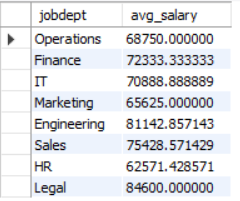 jobdept avg_salary
Operations 68750.000000
Finance 72333.333333
IT 70888.888889
Marketing 65625.000000
Engineering 81142.857143
Sales 75428.571429
HR 62571.428571
Legal 84600.000000